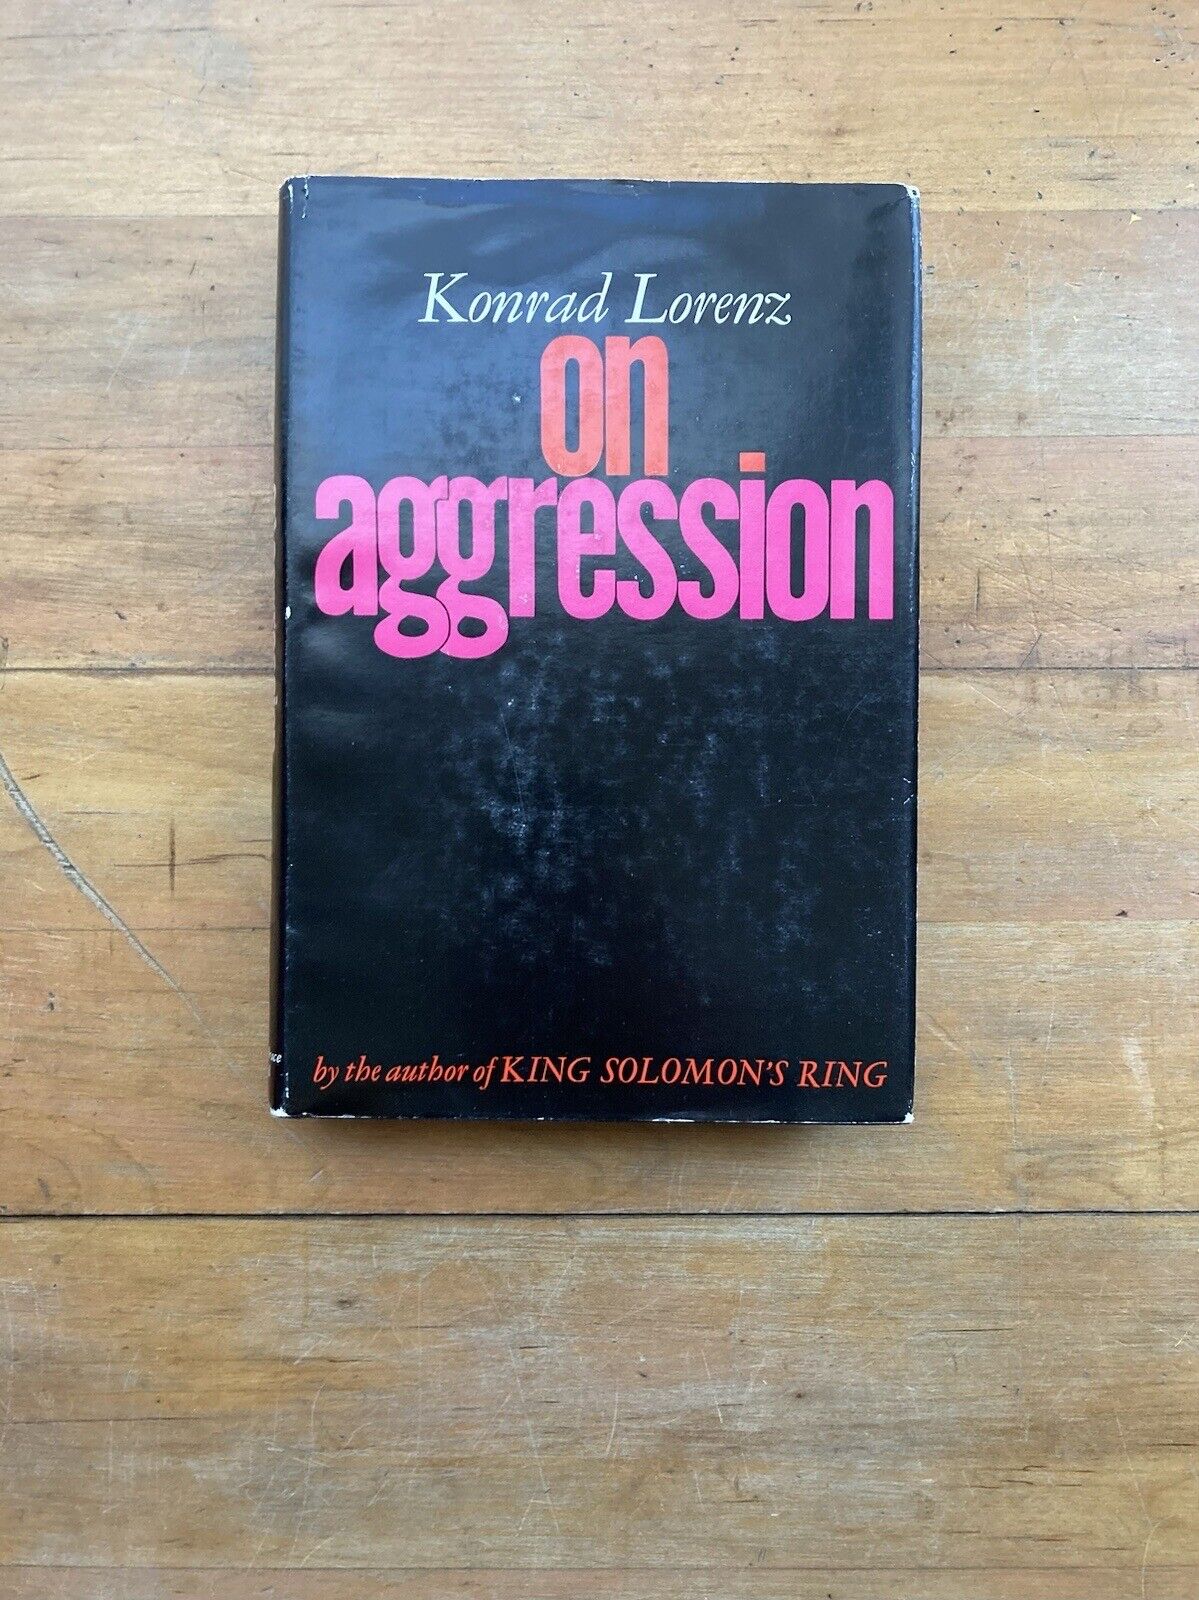 Konrad Lorenz
on
aggression
by the author of KING SOLOMON'S RING